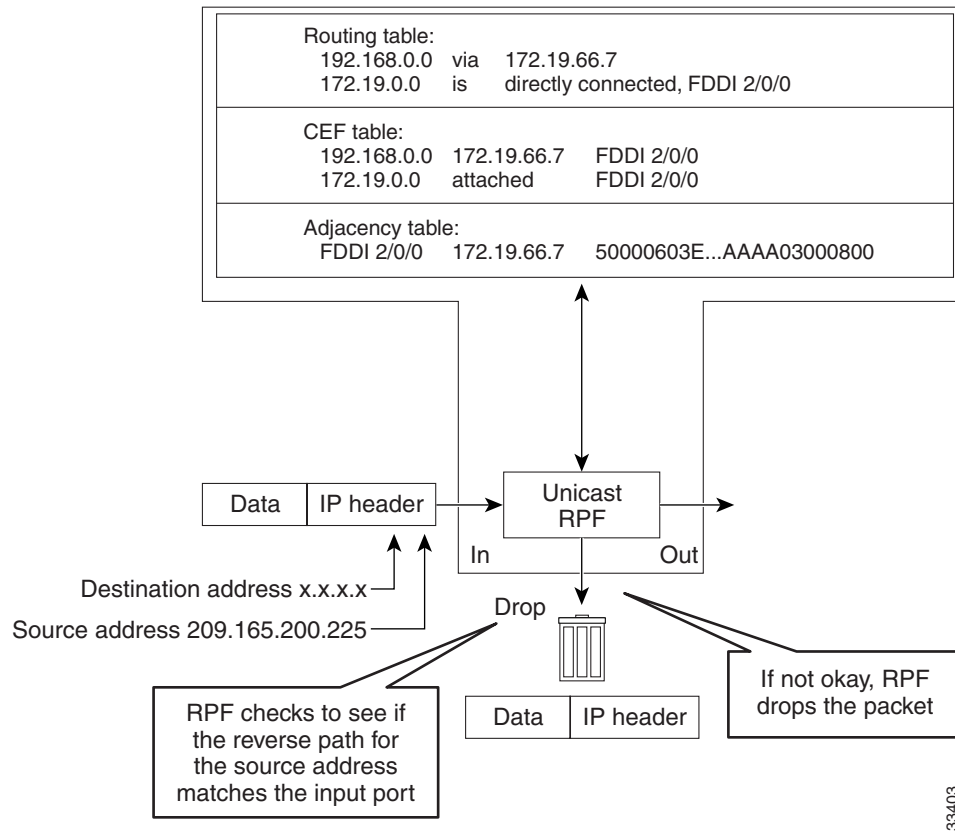 Routing table:
192.168.0.0 via 172.19.66.7
172.19.0.0 is directly connected, FDDI 2/0/0
CEF table:
192.168.0.0 172.19.66.7 FDDI 2/0/0
172.19.0.0 attached FDDI 2/0/0
Adjacency table:
FDDI 2/0/0 172.19.66.7 50000603E...AAAA03000800
Data IP header
Unicast
RPF
In
Out
Destination address x.x.x.x
Source address 209.165.200.225
Drop
RPF checks to see if
the reverse path for
the source address
matches the input port
Data IP header
If not okay, RPF
drops the packet
33403